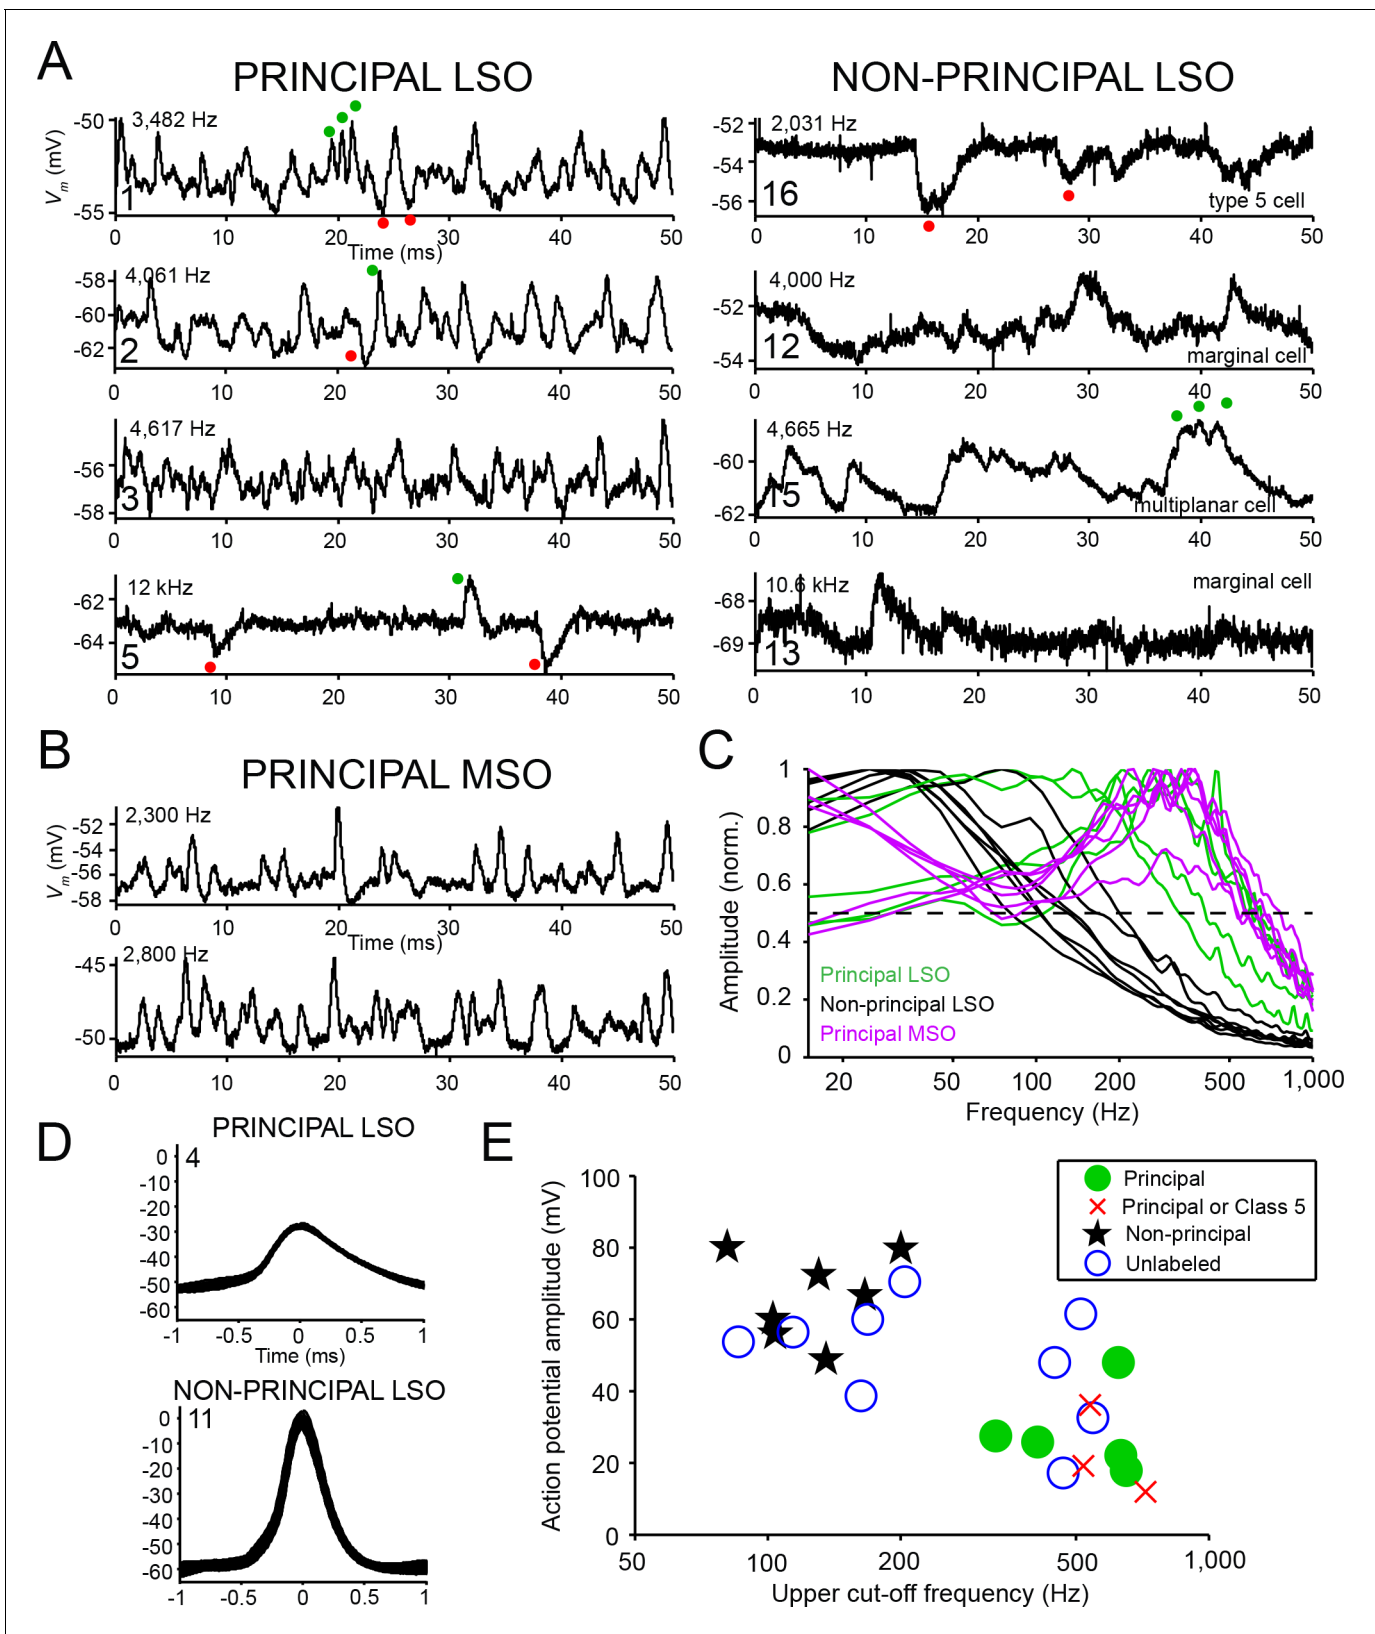 A
PRINCIPAL LSO
NON-PRINCIPAL LSO
Vm (mV)
-50
-55
3,482 Hz
1
0 10 20 30 40 50
Time (ms)
-52
-54
-56
2,031 Hz
16
type 5 cell
0 10 20 30 40 50
-58
-60
-62
4,061 Hz
2
0 10 20 30 40 50
-52
-54
4,000 Hz
12
marginal cell
0 10 20 30 40 50
-56
-58
4,617 Hz
3
0 10 20 30 40 50
-60
-62
4,665 Hz
15
multiplanar cell
0 10 20 30 40 50
-62
-64
12 kHz
5
0 10 20 30 40 50
-68
-69
10.6 kHz
13
marginal cell
0 10 20 30 40 50
B
PRINCIPAL MSO
Vm (mV)
-52
-54
-56
-58
2,300 Hz
0 10 20 30 40 50
Time (ms)
-45
-50
2,800 Hz
0 10 20 30 40 50
C
Amplitude (norm.)
1
0.8
0.6
0.4
0.2
0
Principal LSO
Non-principal LSO
Principal MSO
20 50 100 200 500 1,000
Frequency (Hz)
D
PRINCIPAL LSO
4
0
-10
-20
-30
-40
-50
-60
-1 -0.5 0 0.5 1
Time (ms)
NON-PRINCIPAL LSO
11
0
-10
-20
-30
-40
-50
-60
-1 -0.5 0 0.5 1
E
Action potential amplitude (mV)
100
80
60
40
20
0
Principal
Principal or Class 5
Non-principal
Unlabeled
50 100 200 500 1,000
Upper cut-off frequency (Hz)